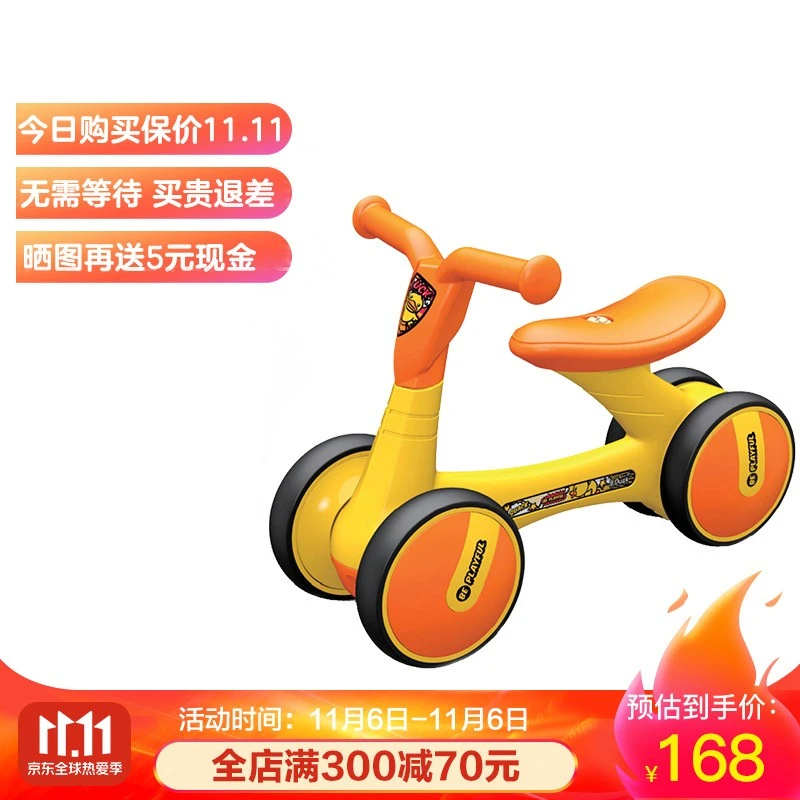 今日购买保价11.11
无需等待 买贵退差
晒图再送5元现金
DUCK
BE PLAYFUL
Duck
BE PLAYFUL
11.11
京东全球热爱季
活动时间:11月6日-11月6日
全店满300减70元
预估到手价:
¥168